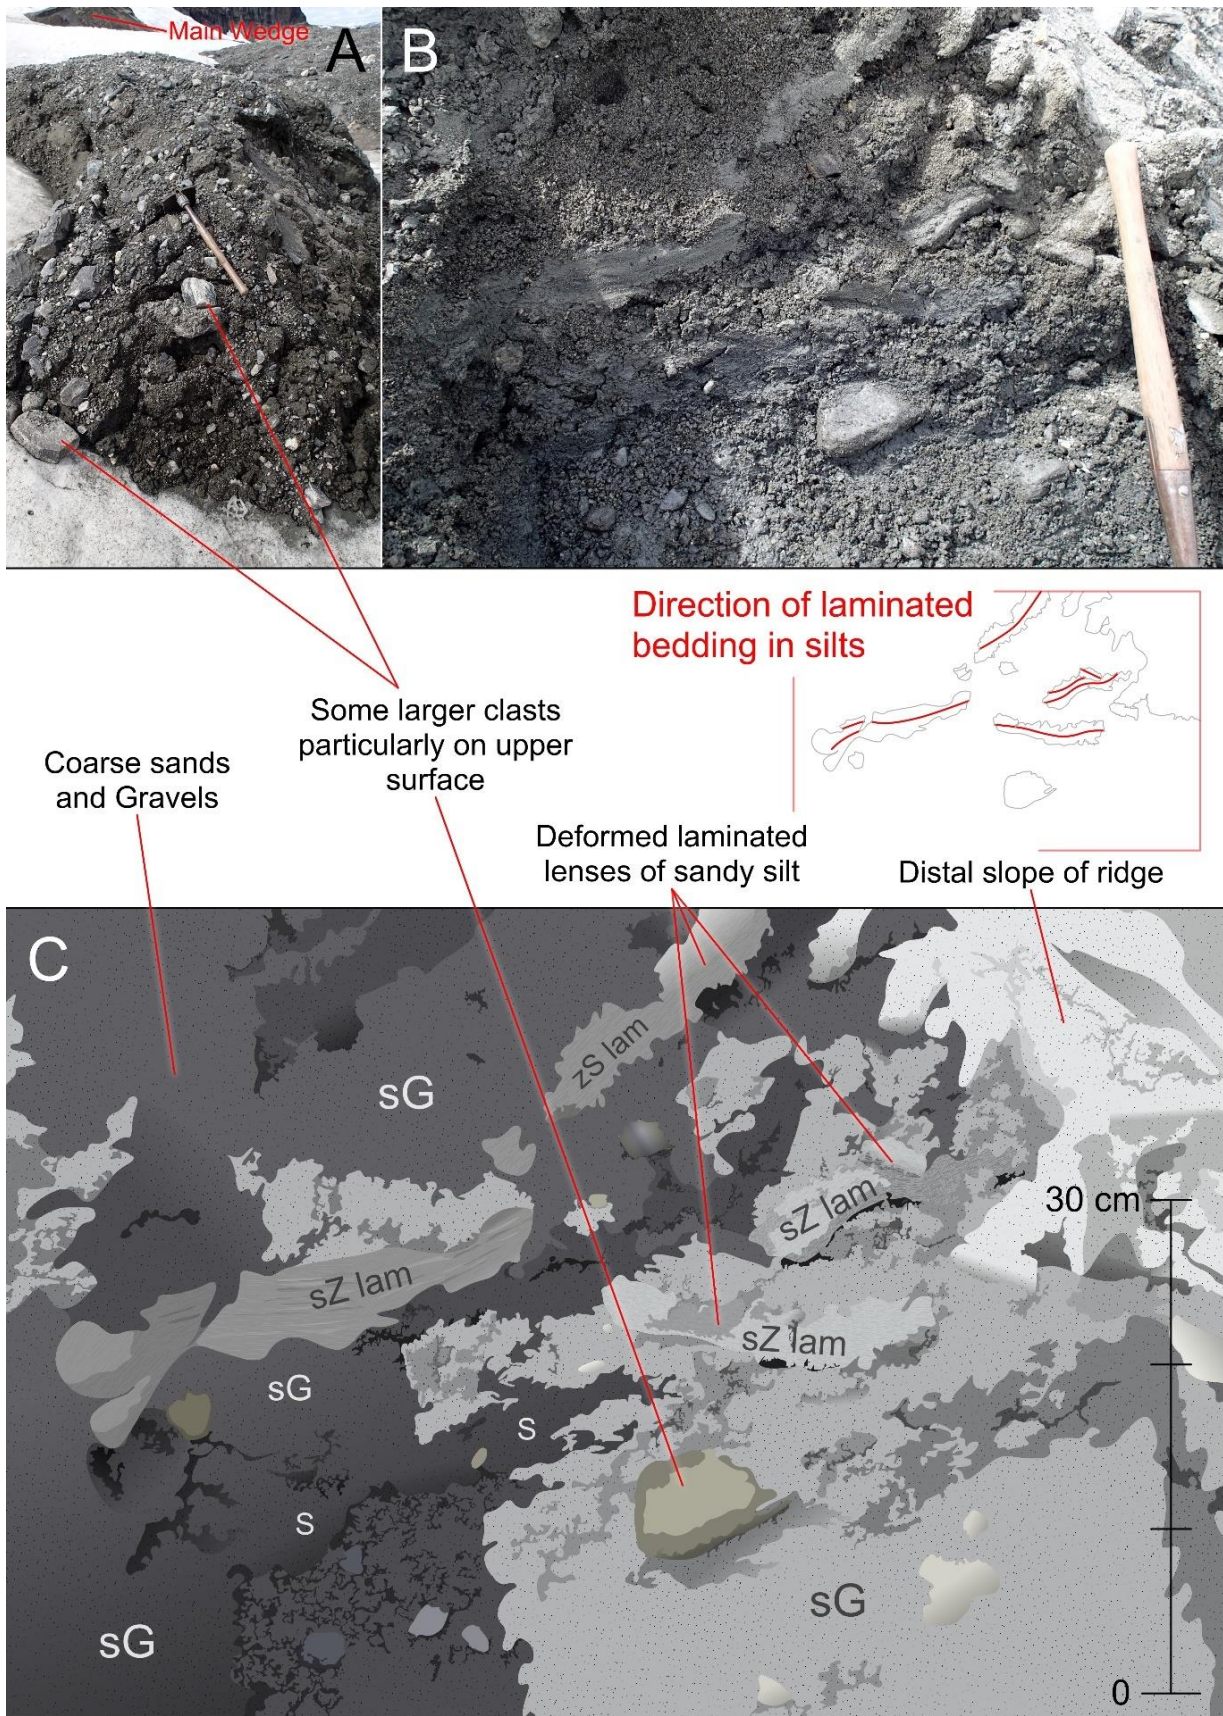 Main Wedge
A
B
Direction of laminated
bedding in silts
Some larger clasts
particularly on upper
surface
Coarse sands
and Gravels
Deformed laminated
lenses of sandy silt
Distal slope of ridge
C
zS lam
sG
sZ lam
30 cm
sZ lam
sZ lam
sG
S
S
sG
sG
0